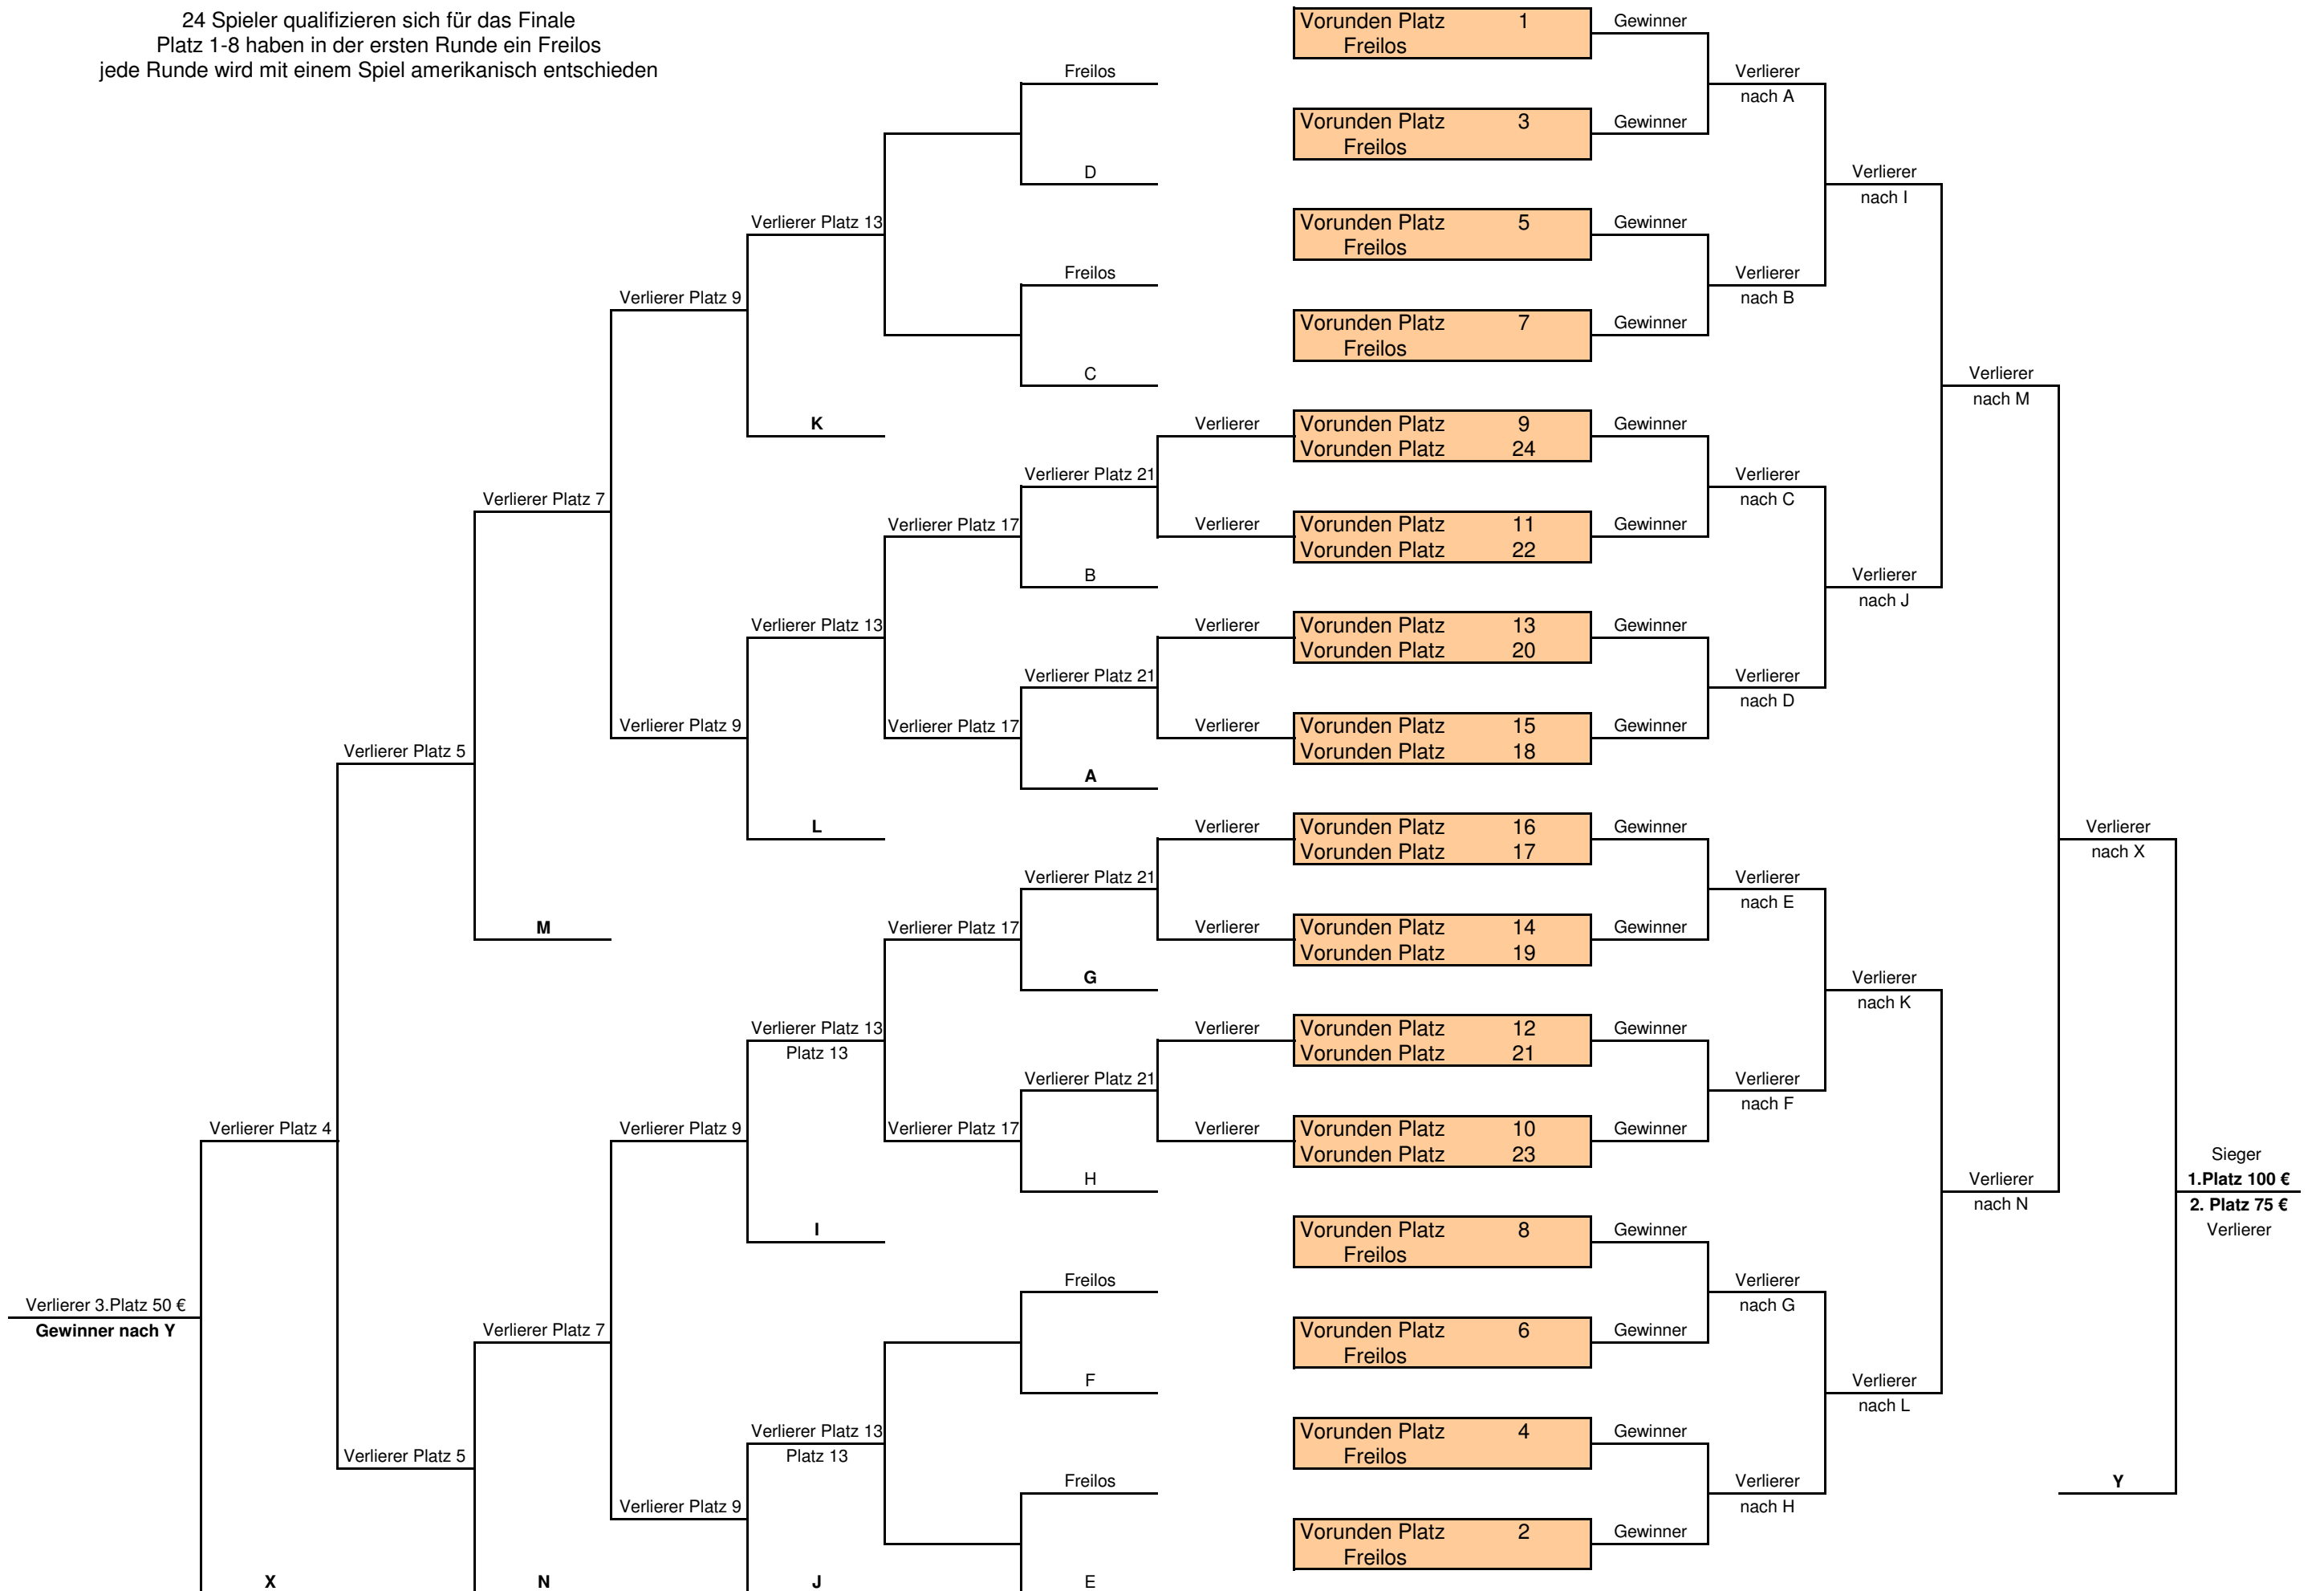 24 Spieler qualifizieren sich für das Finale
Platz 1-8 haben in der ersten Runde ein Freilos
jede Runde wird mit einem Spiel amerikanisch entschieden
Vorunden Platz 1 Gewinner
Freilos
Freilos
Verlierer
nach A
Vorunden Platz 3 Gewinner
Freilos
D
Verlierer
nach I
Verlierer Platz 13
Vorunden Platz 5 Gewinner
Freilos
Freilos
Verlierer
nach B
Verlierer Platz 9
Vorunden Platz 7 Gewinner
Freilos
C
Verlierer
nach M
K
Verlierer
Vorunden Platz 9 Gewinner
Vorunden Platz 24
Verlierer Platz 21
Verlierer
nach C
Verlierer Platz 7
Verlierer Platz 17
Verlierer
Vorunden Platz 11 Gewinner
Vorunden Platz 22
B
Verlierer
nach J
Verlierer Platz 13
Verlierer
Vorunden Platz 13 Gewinner
Vorunden Platz 20
Verlierer Platz 21
Verlierer
nach D
Verlierer Platz 9
Verlierer Platz 17
Verlierer
Vorunden Platz 15 Gewinner
Vorunden Platz 18
Verlierer Platz 5
A
L
Verlierer
Vorunden Platz 16 Gewinner
Vorunden Platz 17
Verlierer
nach X
Verlierer Platz 21
Verlierer
nach E
M
Verlierer Platz 17
Verlierer
Vorunden Platz 14 Gewinner
Vorunden Platz 19
G
Verlierer
nach K
Verlierer Platz 13
Platz 13
Verlierer
Vorunden Platz 12 Gewinner
Vorunden Platz 21
Verlierer Platz 21
Verlierer
nach F
Verlierer Platz 4
Verlierer Platz 9
Verlierer Platz 17
Verlierer
Vorunden Platz 10 Gewinner
Vorunden Platz 23
H
Verlierer
nach N
Sieger
1.Platz 100 €
2. Platz 75 €
Verlierer
I
Vorunden Platz 8 Gewinner
Freilos
Freilos
Verlierer
nach G
Verlierer 3.Platz 50 €
Gewinner nach Y
Verlierer Platz 7
Vorunden Platz 6 Gewinner
Freilos
F
Verlierer
nach L
Verlierer Platz 13
Platz 13
Vorunden Platz 4 Gewinner
Freilos
Verlierer Platz 5
Freilos
Verlierer
nach H
Y
Verlierer Platz 9
Vorunden Platz 2 Gewinner
Freilos
X
N
J
E